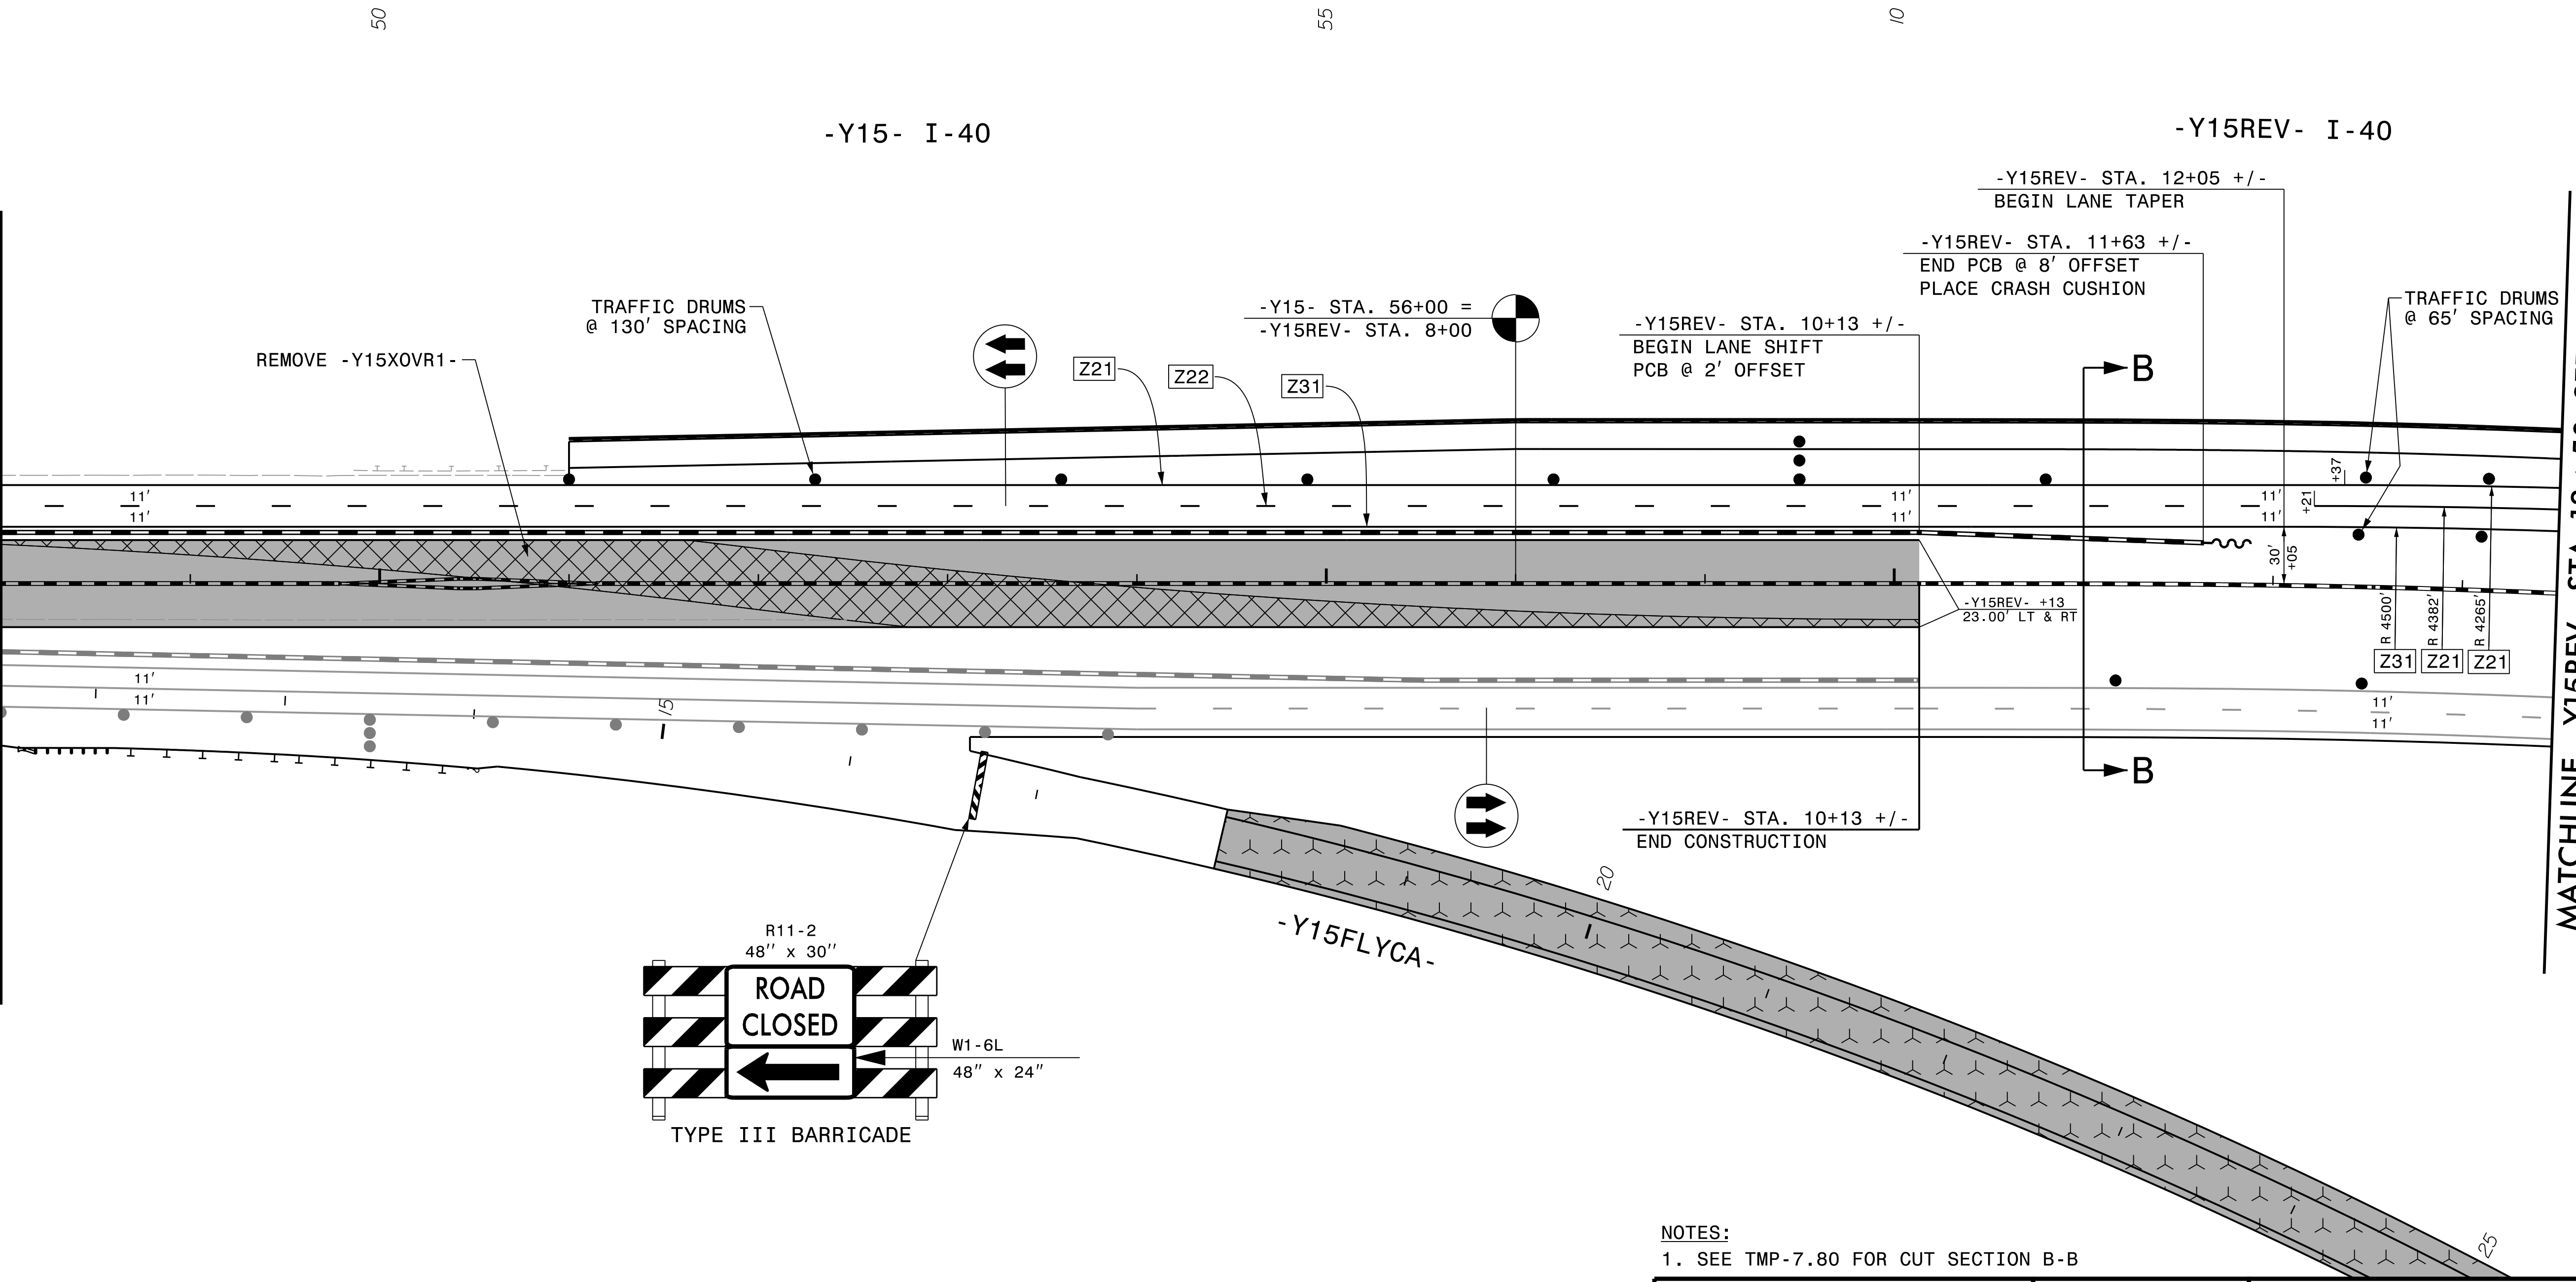 50
55
10
-Y15- I-40
-Y15REV- I-40
-Y15REV- STA. 12+05 +/-
BEGIN LANE TAPER
-Y15REV- STA. 11+63 +/-
END PCB @ 8' OFFSET
PLACE CRASH CUSHION
TRAFFIC DRUMS
@ 65' SPACING
TRAFFIC DRUMS
@ 130' SPACING
-Y15- STA. 56+00 =
-Y15REV- STA. 8+00
-Y15REV- STA. 10+13 +/-
BEGIN LANE SHIFT
PCB @ 2' OFFSET
REMOVE -Y15XOVR1-
Z21
Z22
Z31
B
+37
+21
11'
11'
11'
11'
11'
11'
30'
+05
-Y15REV- +13
23.00' LT & RT
R 4500'
R 4382'
R 4265'
Z31
Z21
Z21
11'
11'
11'
11'
15
B
-Y15REV- STA. 10+13 +/-
END CONSTRUCTION
20
-Y15FLYCA-
R11-2
48" x 30"
ROAD
CLOSED
W1-6L
48" x 24"
TYPE III BARRICADE
25
NOTES:
1. SEE TMP-7.80 FOR CUT SECTION B-B
MATCHLINE